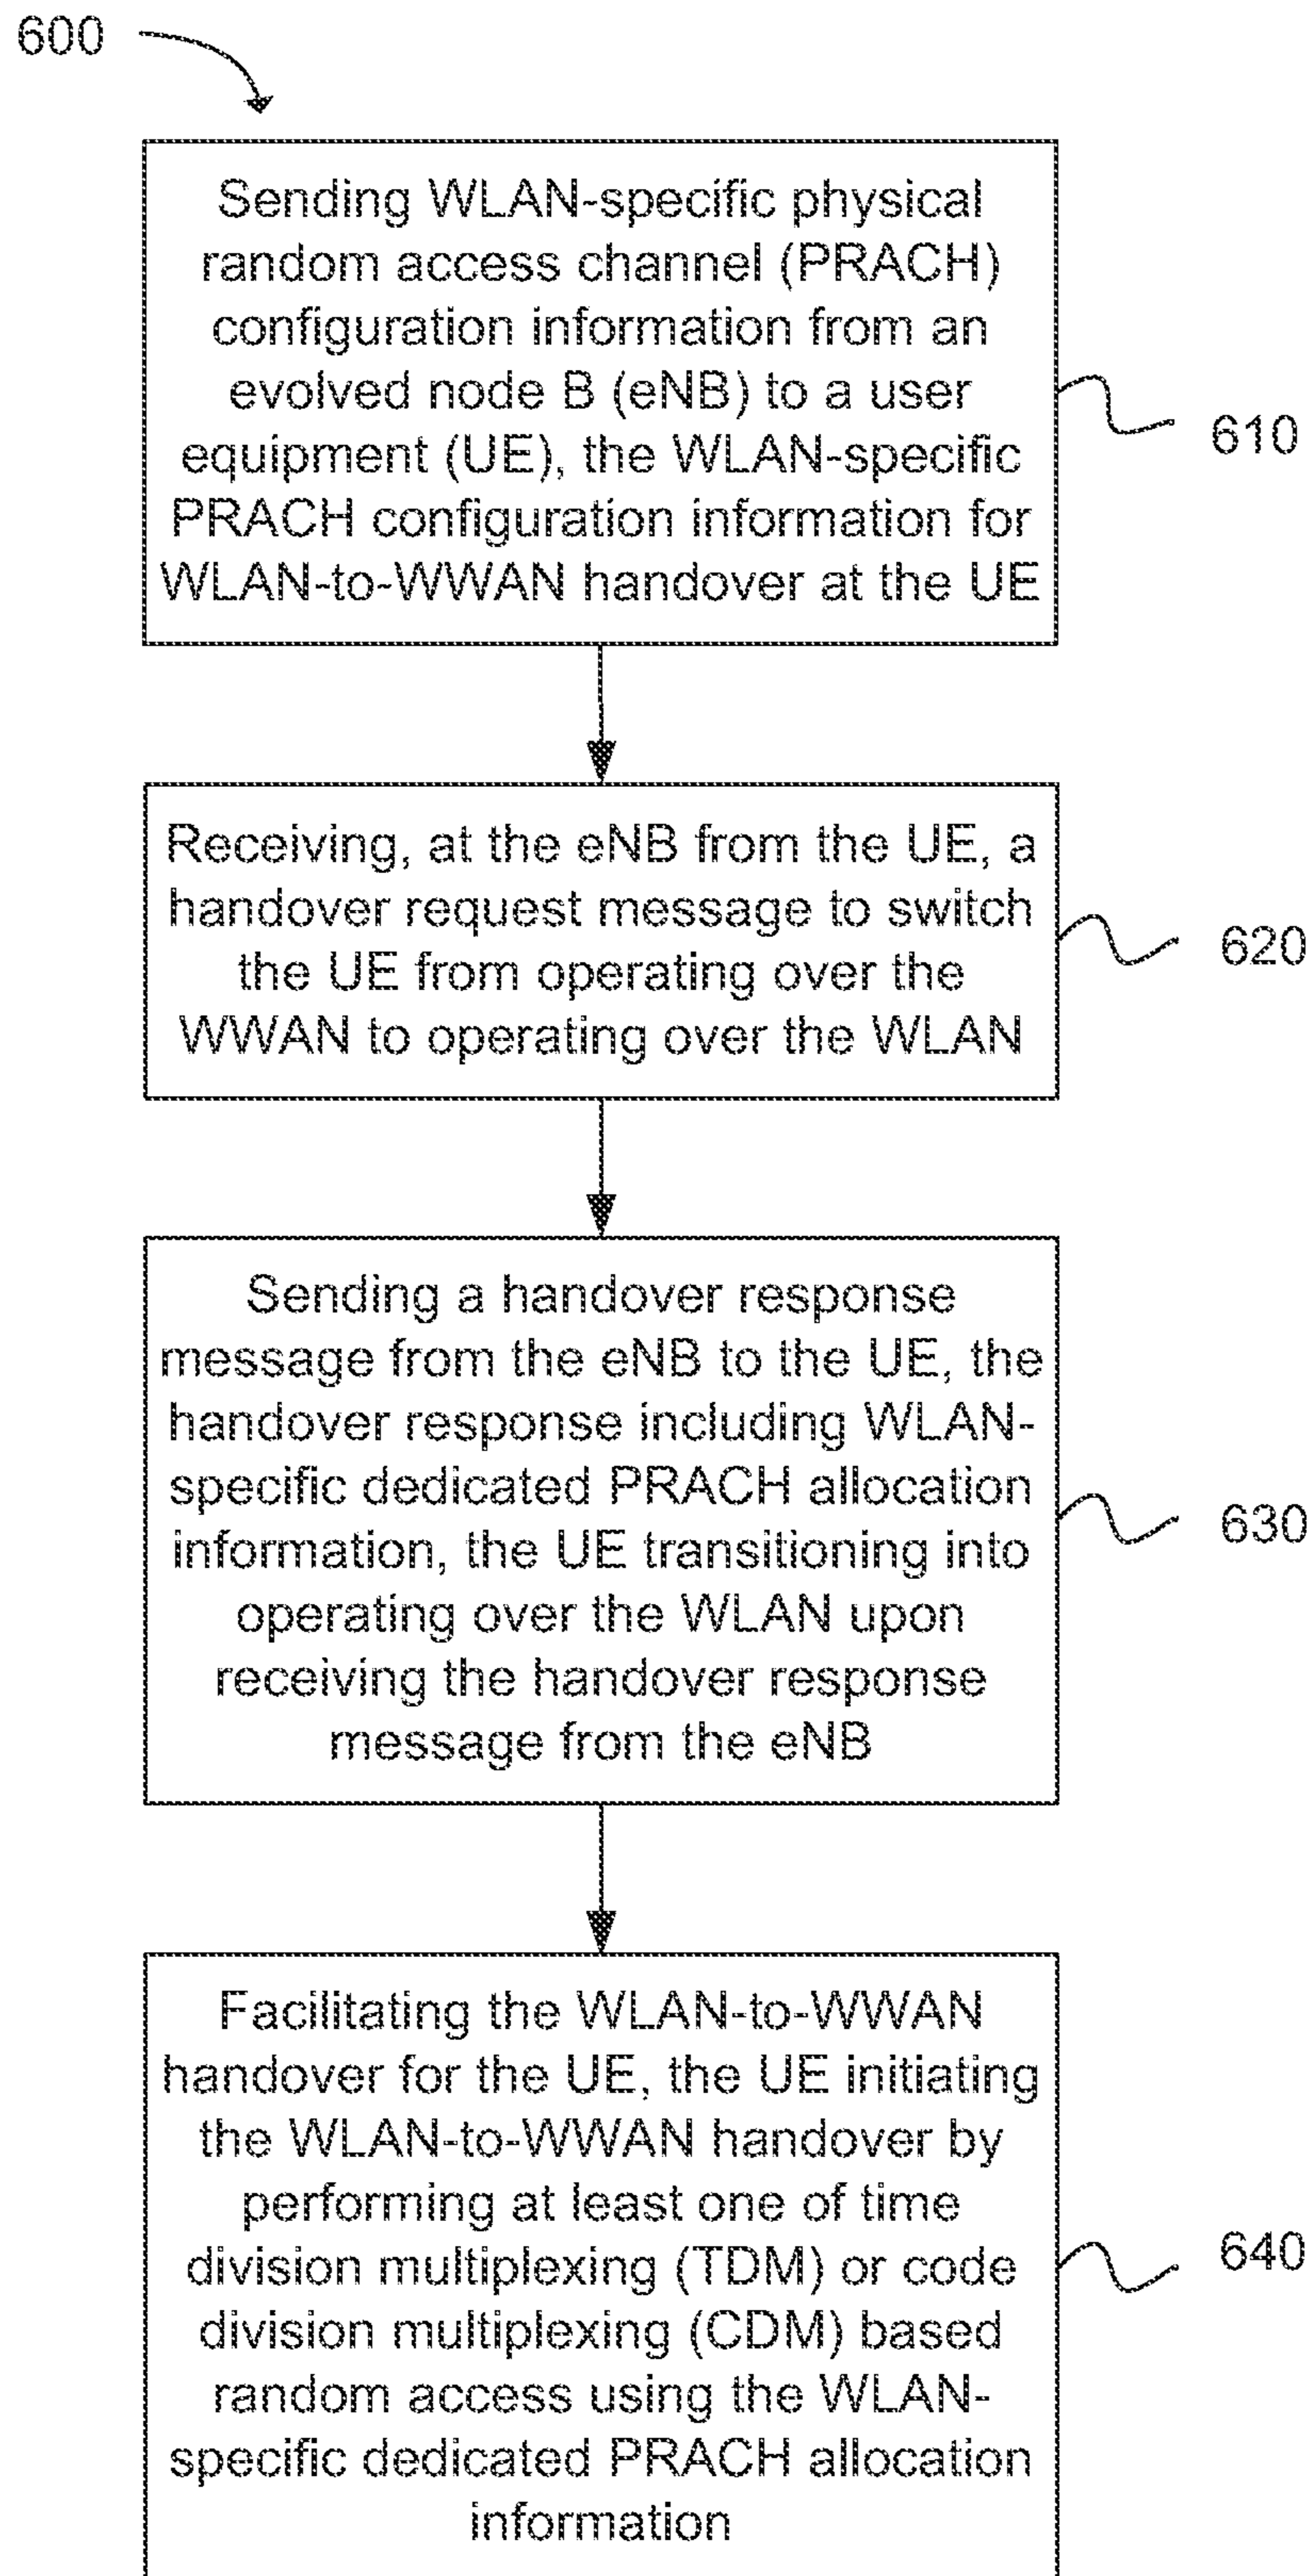 600
Sending WLAN-specific physical
random access channel (PRACH)
configuration information from an
evolved node B (eNB) to a user
equipment (UE), the WLAN-specific
PRACH configuration information for
WLAN-to-WWAN handover at the UE
610
Receiving, at the eNB from the UE, a
handover request message to switch
the UE from operating over the
WWAN to operating over the WLAN
620
Sending a handover response
message from the eNB to the UE, the
handover response including WLAN-
specific dedicated PRACH allocation
information, the UE transitioning into
operating over the WLAN upon
receiving the handover response
message from the eNB
630
Facilitating the WLAN-to-WWAN
handover for the UE, the UE initiating
the WLAN-to-WWAN handover by
performing at least one of time
division multiplexing (TDM) or code
division multiplexing (CDM) based
random access using the WLAN-
specific dedicated PRACH allocation
information
640